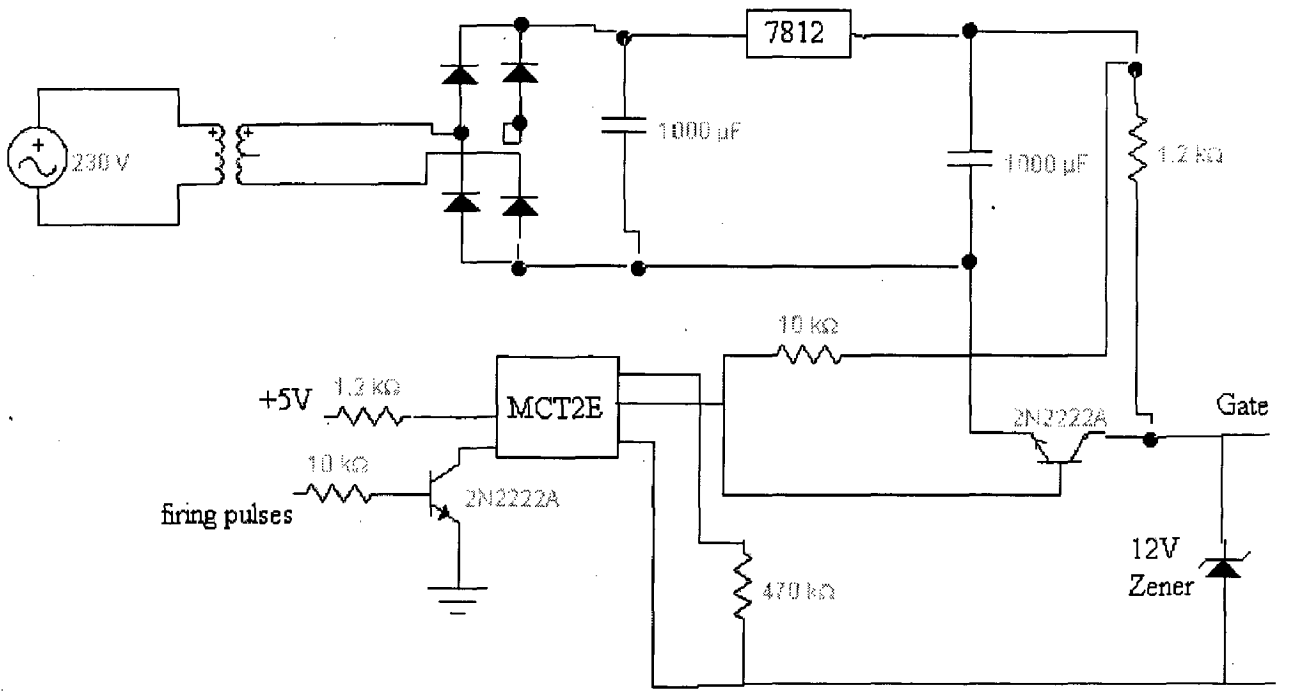 7812
+
+
+
230 V
1000 μF
1000 μF
1.2 kΩ
10 kΩ
+5V
1.2 kΩ
MCT2E
2N2222A
Gate
10 kΩ
2N2222A
firing pulses
12V
Zener
470 kΩ